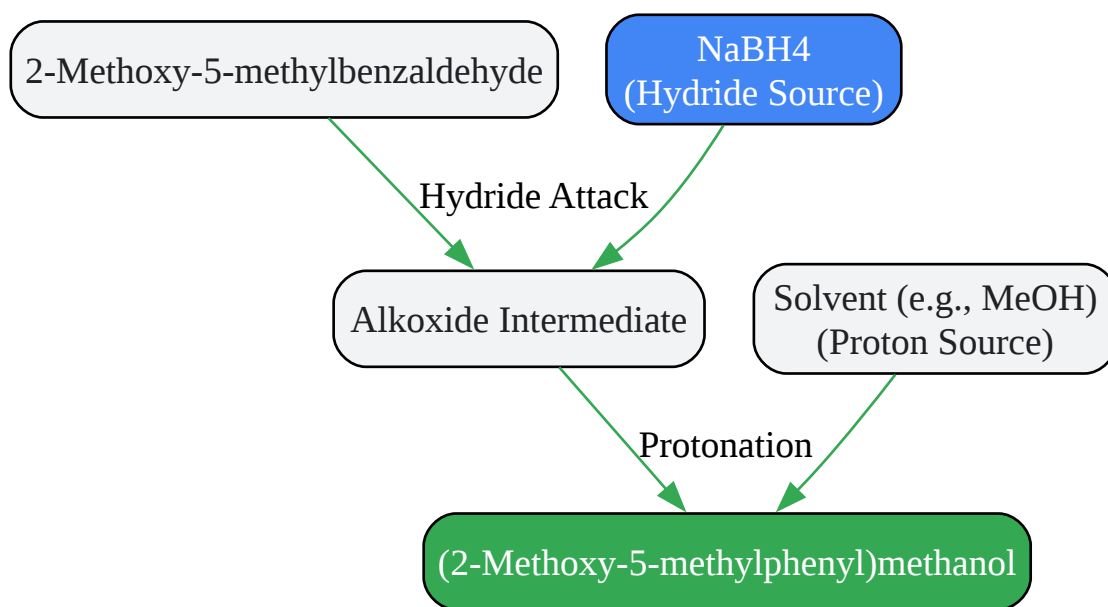 2-Methoxy-5-methylbenzaldehyde
NaBH4
(Hydride Source)
Hydride Attack
Alkoxide Intermediate
Solvent (e.g., MeOH)
(Proton Source)
Protonation
(2-Methoxy-5-methylphenyl)methanol